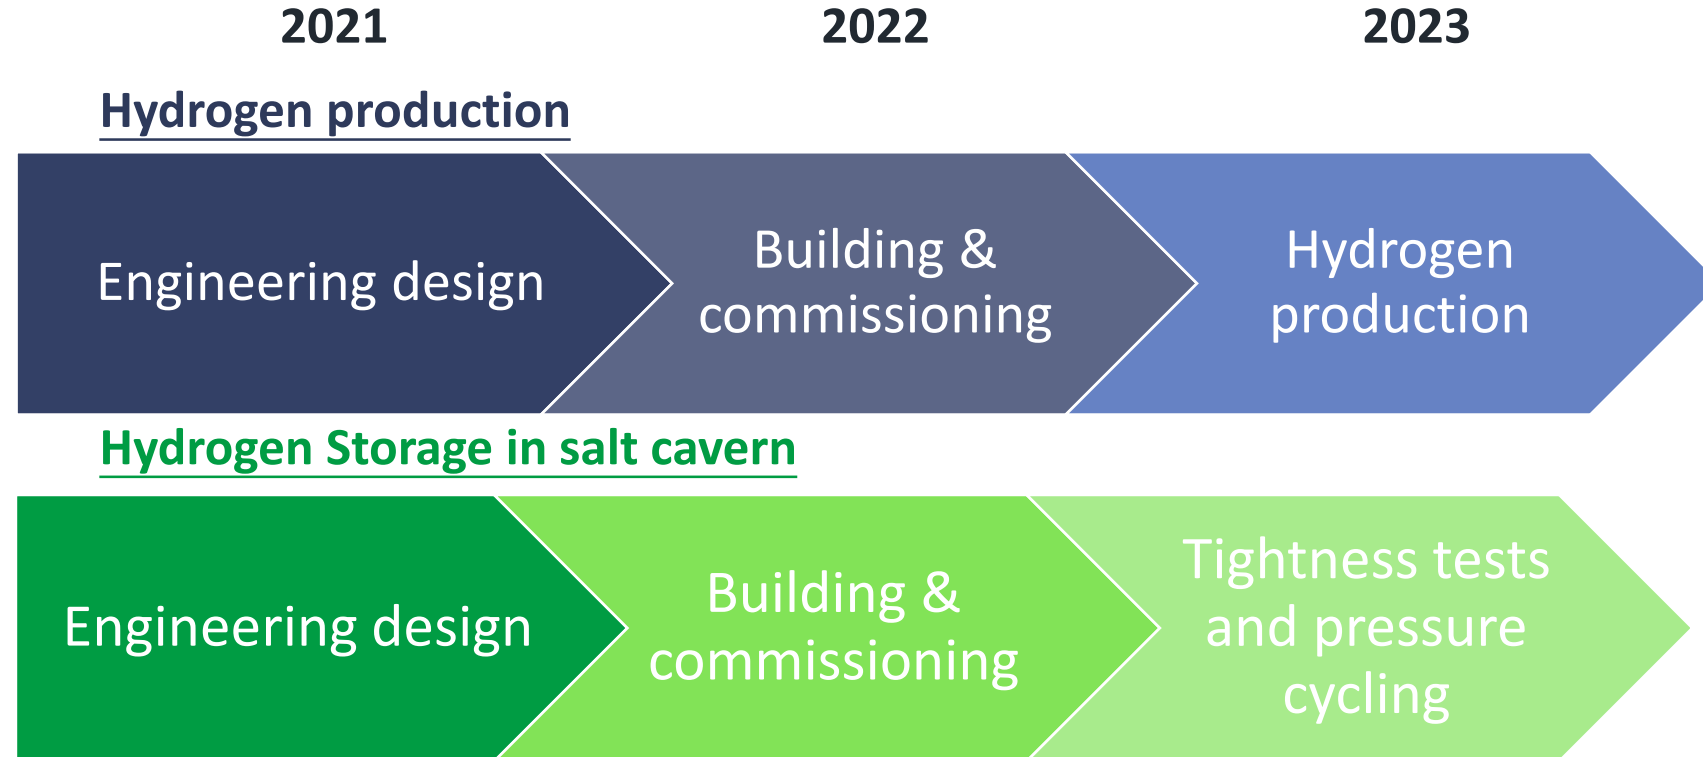 2021 2022 2023
Hydrogen production
Engineering design
Building &
commissioning
Hydrogen
production
Hydrogen Storage in salt cavern
Engineering design
Building &
commissioning
Tightness tests
and pressure
cycling